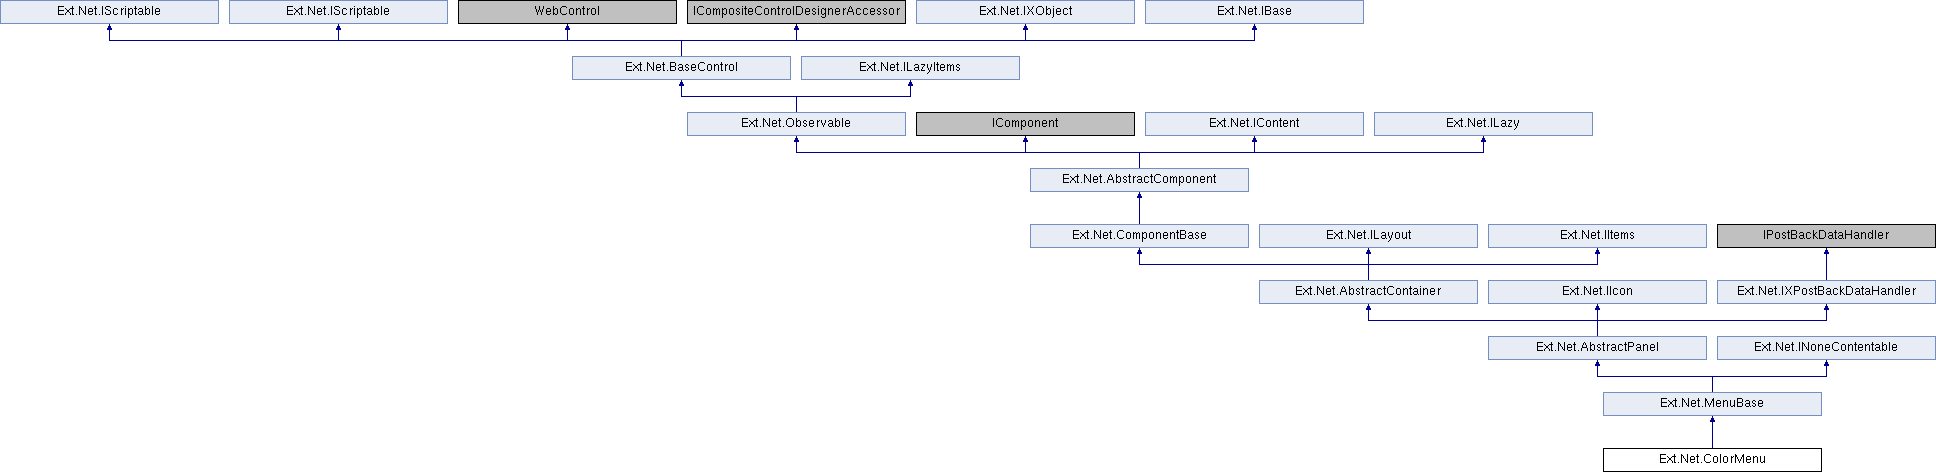 Ext.Net.IScriptable
Ext.Net.IScriptable
WebControl
ICompositeControlDesignerAccessor
Ext.Net.IXObject
Ext.Net.IBase
Ext.Net.BaseControl
Ext.Net.ILazyItems
Ext.Net.Observable
IComponent
Ext.Net.IContent
Ext.Net.ILazy
Ext.Net.AbstractComponent
Ext.Net.ComponentBase
Ext.Net.ILayout
Ext.Net.IItems
IPostBackDataHandler
Ext.Net.AbstractContainer
Ext.Net.IIcon
Ext.Net.IXPostBackDataHandler
Ext.Net.AbstractPanel
Ext.Net.INoneContentable
Ext.Net.MenuBase
Ext.Net.ColorMenu